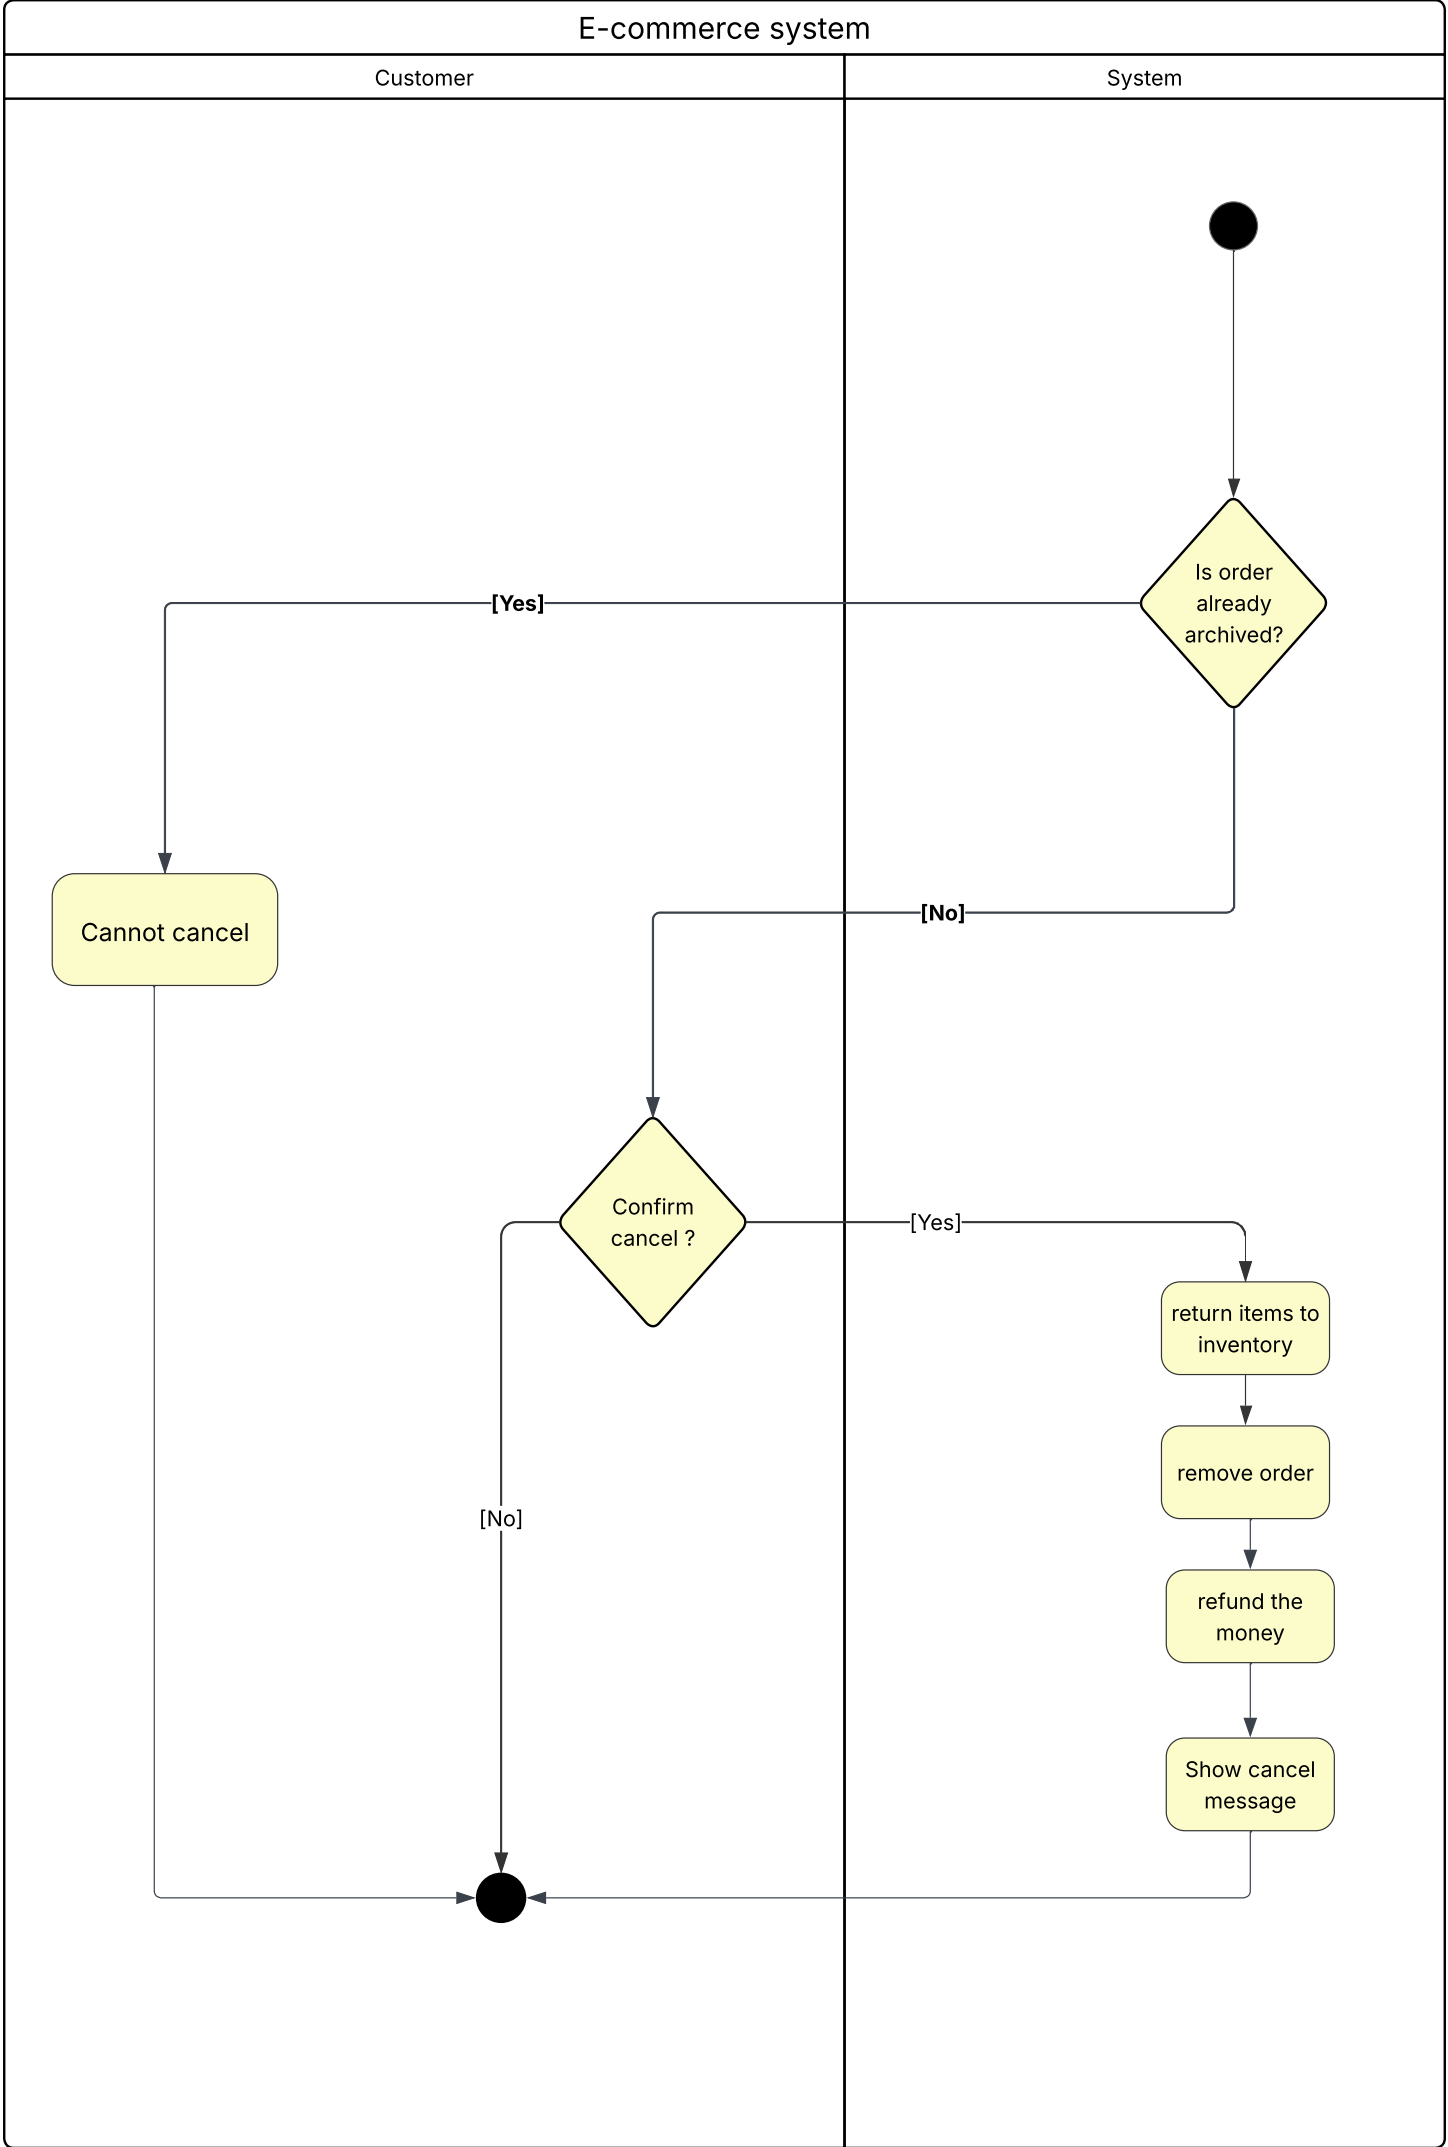 E-commerce system
Customer
System
Is order
already
archived?
[Yes]
[No]
Cannot cancel
Confirm
cancel ?
[Yes]
return items to
inventory
remove order
[No]
refund the
money
Show cancel
message